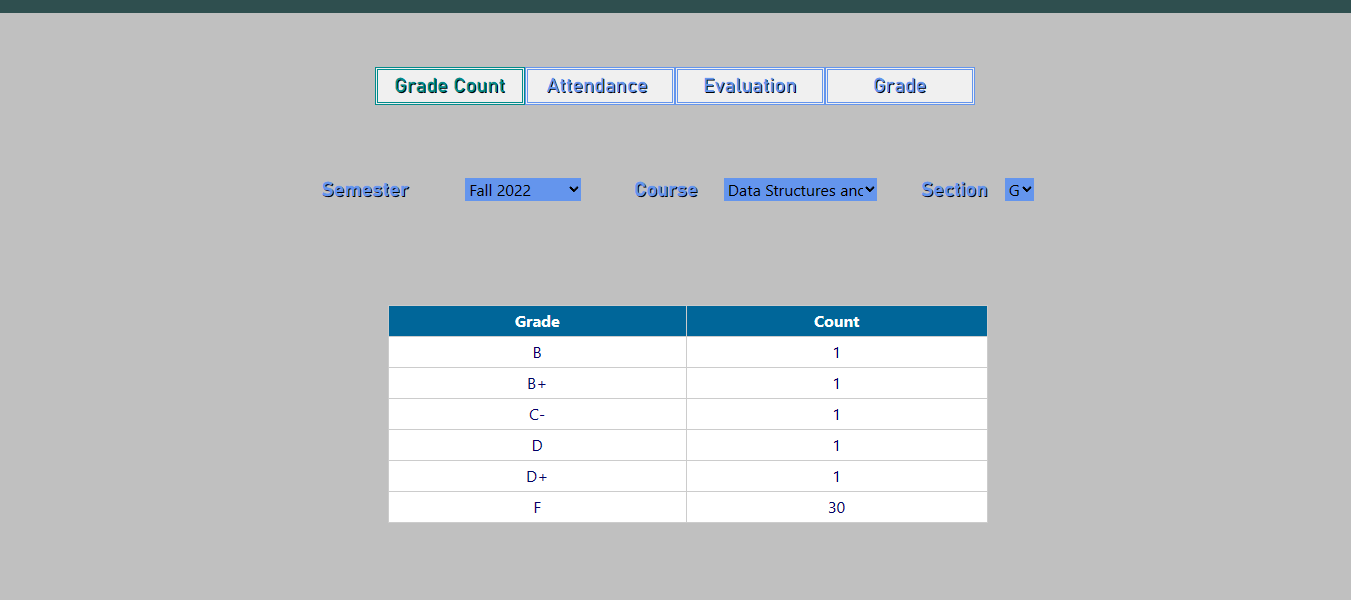 Grade Count Attendance Evaluation Grade
Semester Fall 2022 Course Data Structures anc Section G
Grade Count
B 1
B+ 1
C- 1
D 1
D+ 1
F 30